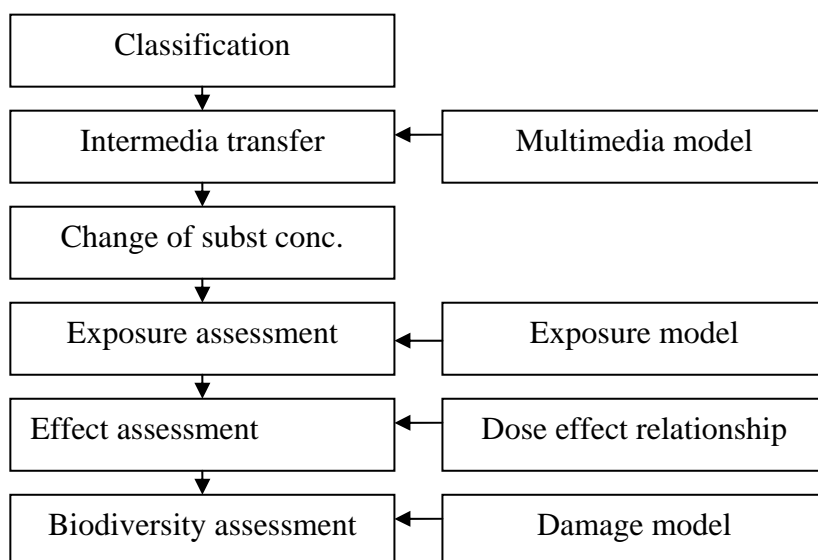 Classification
Intermedia transfer
Multimedia model
Change of subst conc.
Exposure assessment
Exposure model
Effect assessment
Dose effect relationship
Biodiversity assessment
Damage model